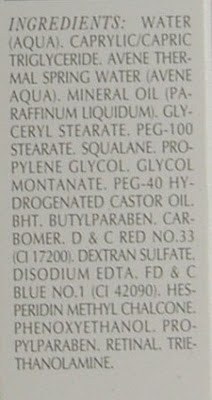 INGREDIENTS: WATER
(AQUA). CAPRYLIC/CAPRIC
TRIGLYCERIDE. AVENE THER-
MAL SPRING WATER (AVENE
AQUA). MINERAL OIL (PA-
RAFFINUM LIQUIDUM). GLY-
CERYL STEARATE. PEG-100
STEARATE. SQUALANE. PRO-
PYLENE GLYCOL. GLYCOL
MONTANATE. PEG-40 HY-
DROGENATED CASTOR OIL.
BHT. BUTYLPARABEN. CAR-
BOMER. D & C RED NO.33
(CI 17200). DEXTRAN SULFATE.
DISODIUM EDTA. FD & C
BLUE NO.1 (CI 42090). HES-
PERIDIN METHYL CHALCONE.
PHENOXYETHANOL. PRO-
PYLPARABEN. RETINAL. TRIE-
THANOLAMINE.